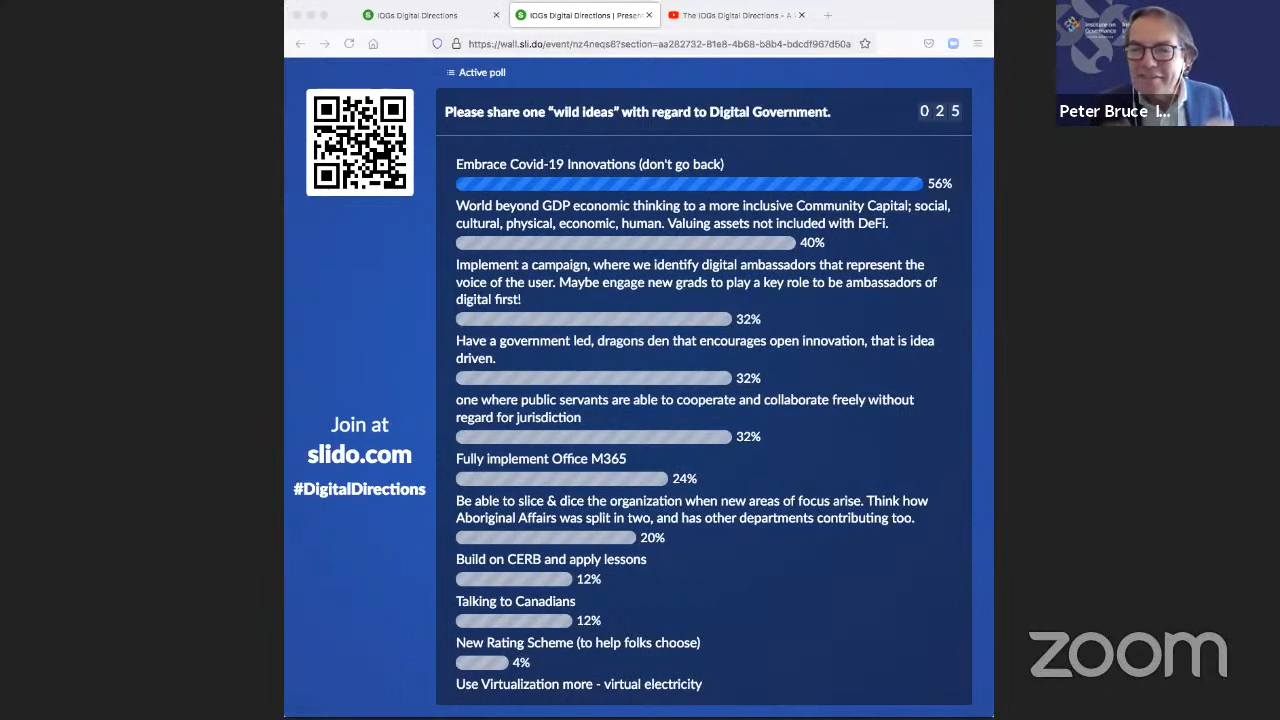 IOGs Digital Directions
IOGs Digital Directions | Presen
The IOGs Digital Directions - A
https://wall.sli.do/event/nz4neqs8?section=aa282732-81e8-4b68-b8b4-bdcdf967d50a
Active poll
Please share one “wild ideas” with regard to Digital Government.
0 2 5
Embrace Covid-19 Innovations (don't go back)
56%
World beyond GDP economic thinking to a more inclusive Community Capital; social,
cultural, physical, economic, human. Valuing assets not included with DeFi.
40%
Implement a campaign, where we identify digital ambassadors that represent the
voice of the user. Maybe engage new grads to play a key role to be ambassadors of
digital first!
32%
Have a government led, dragons den that encourages open innovation, that is idea
driven.
32%
one where public servants are able to cooperate and collaborate freely without
regard for jurisdiction
32%
Fully implement Office M365
24%
Be able to slice & dice the organization when new areas of focus arise. Think how
Aboriginal Affairs was split in two, and has other departments contributing too.
20%
Build on CERB and apply lessons
12%
Talking to Canadians
12%
New Rating Scheme (to help folks choose)
4%
Use Virtualization more - virtual electricity
Join at
slido.com
#DigitalDirections
Institute on
Governance
Peter Bruce I...
zoom